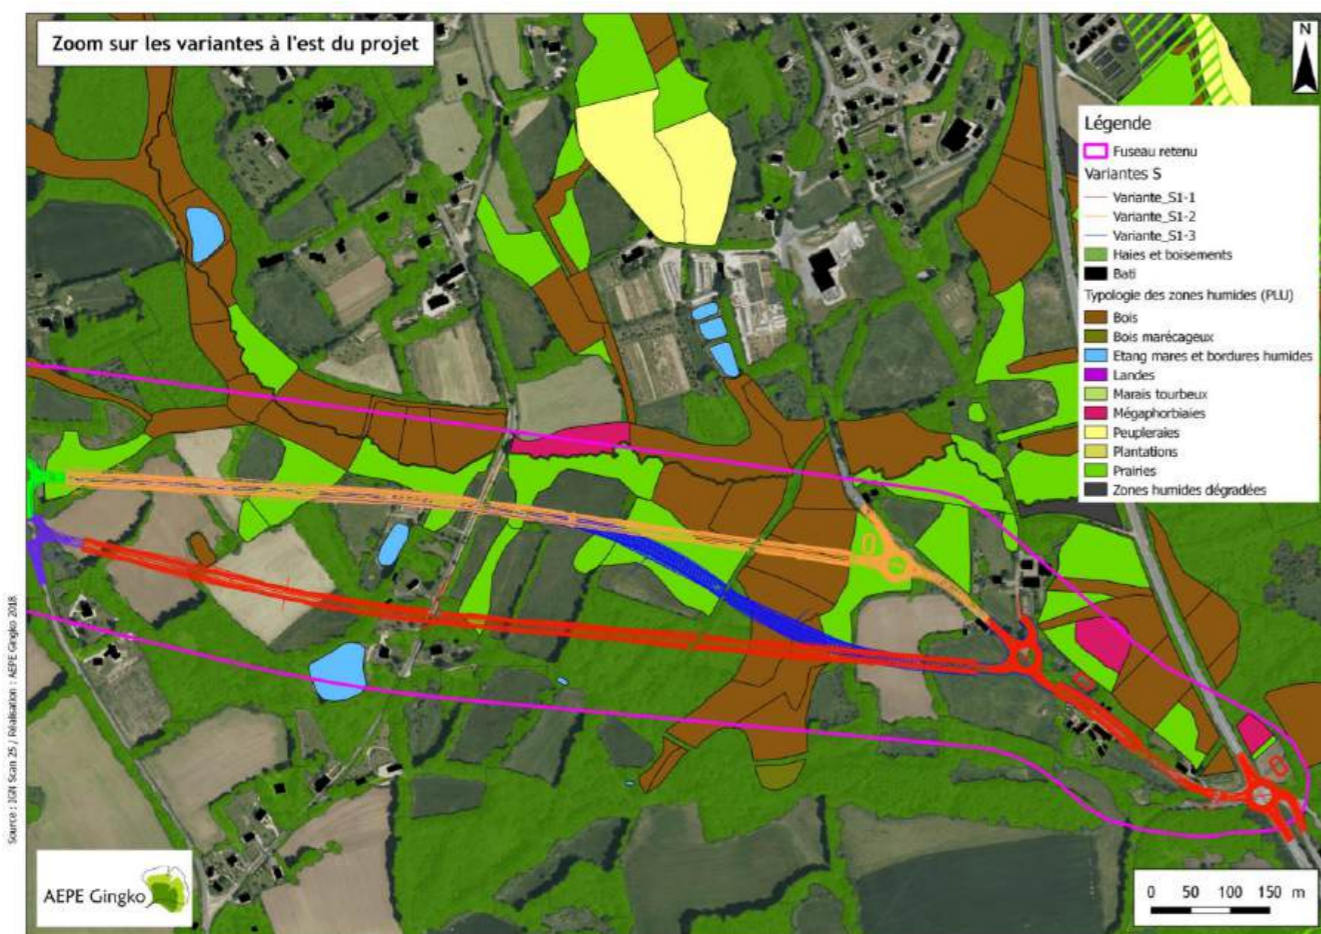 Zoom sur les variantes à l'est du projet
N
Légende
Fuseau retenu
Variantes S
Variante_S1-1
Variante_S1-2
Variante_S1-3
Haies et boisements
Bati
Typologie des zones humides (PLU)
Bois
Bois marécageux
Etang mares et bordures humides
Landes
Marais tourbeux
Mégaphorbiaies
Peupleraies
Plantations
Prairies
Zones humides dégradées
Source : IGN Scan 25 / Réalisation : AEPE Gingko 2018
AEPE Gingko
0 50 100 150 m